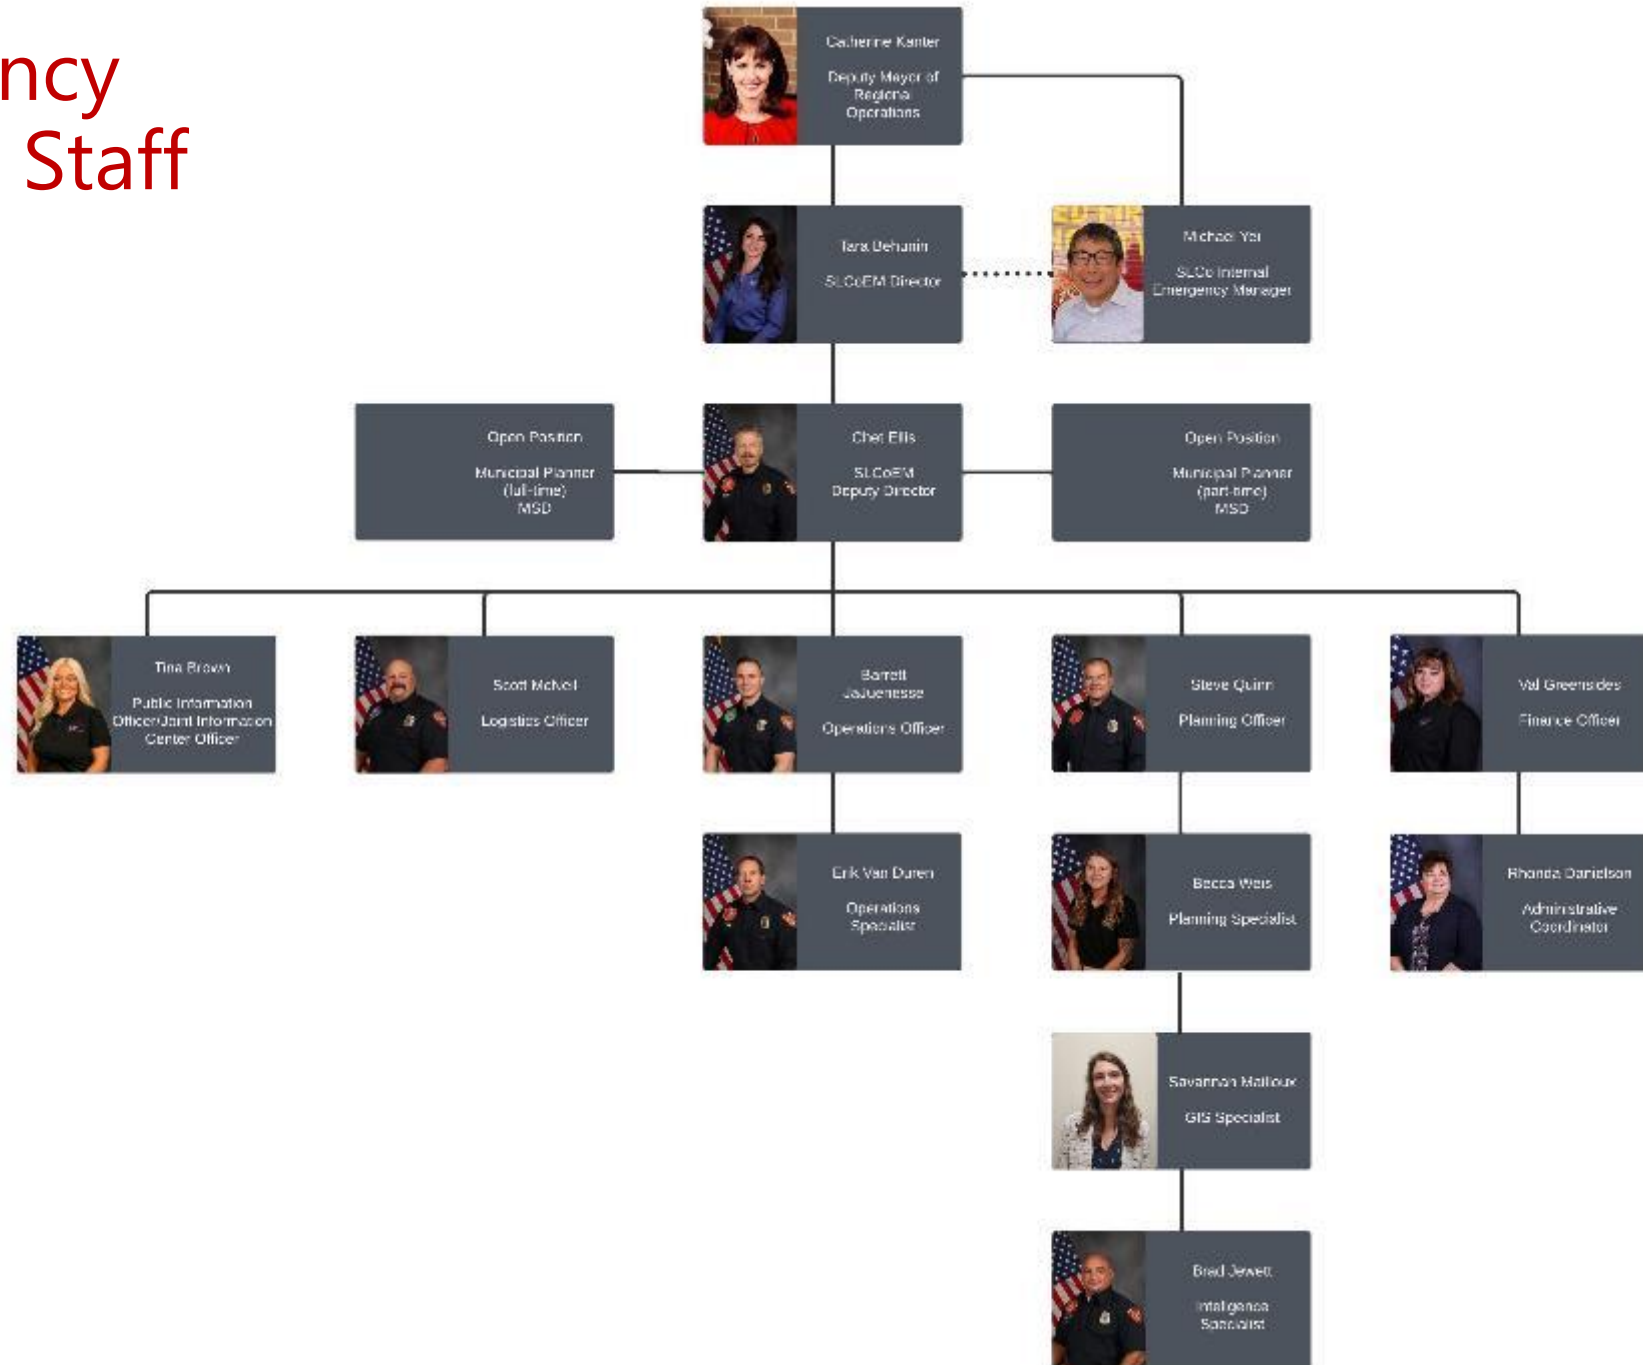 ncy
Staff
Catherine Kanter
Deputy Mayor of
Regional
Operations
Tara Behunin
SLCoEM Director
Michael Yei
SLCo Internal
Emergency Manager
Open Position
Municipal Planner
(full-time)
MSD
Chet Ellis
SLCoEM
Deputy Director
Open Position
Municipal Planner
(part-time)
MSD
Tina Brown
Public Information
Officer/Joint Information
Center Officer
Scott McNeil
Logistics Officer
Barrett
JaJuenesse
Operations Officer
Steve Quinn
Planning Officer
Val Greensides
Finance Officer
Erik Van Duren
Operations
Specialist
Becca Weis
Planning Specialist
Rhonda Danielson
Administrative
Coordinator
Savannah Mailloux
GIS Specialist
Brad Jewett
Intelligence
Specialist